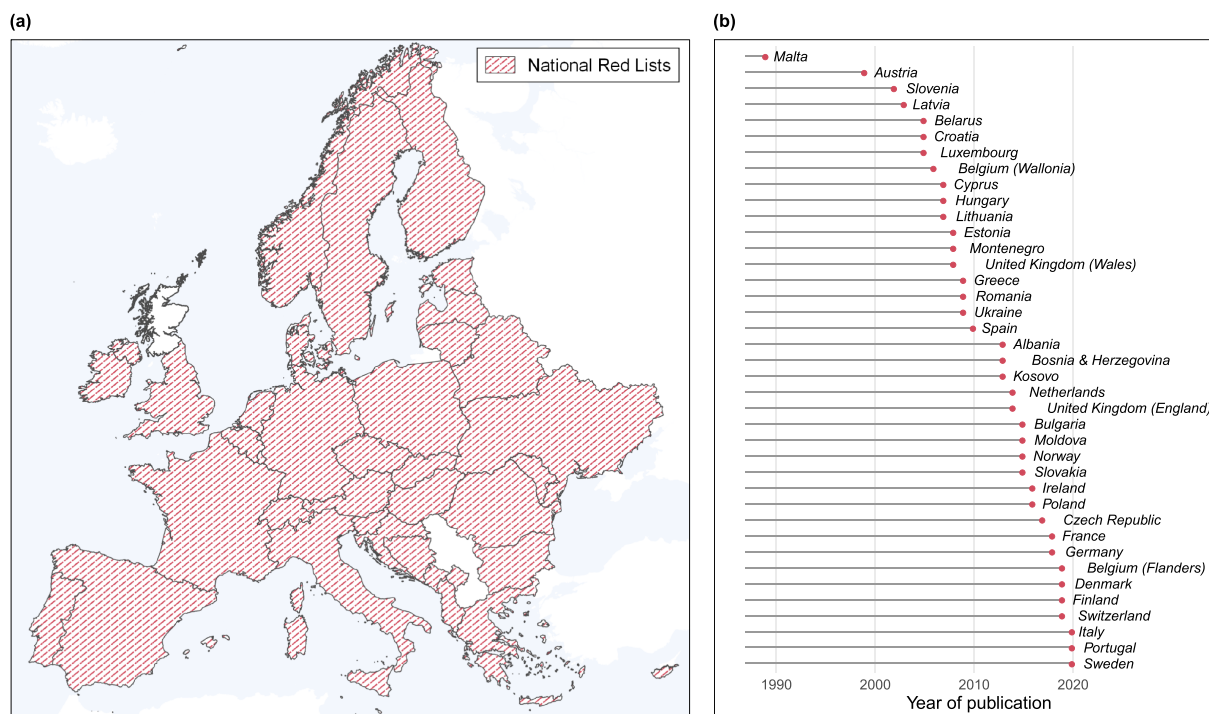 (a)
National Red Lists
(b)
Malta
Austria
Slovenia
Latvia
Belarus
Croatia
Luxembourg
Belgium (Wallonia)
Cyprus
Hungary
Lithuania
Estonia
Montenegro
United Kingdom (Wales)
Greece
Romania
Ukraine
Spain
Albania
Bosnia & Herzegovina
Kosovo
Netherlands
United Kingdom (England)
Bulgaria
Moldova
Norway
Slovakia
Ireland
Poland
Czech Republic
France
Germany
Belgium (Flanders)
Denmark
Finland
Switzerland
Italy
Portugal
Sweden
1990 2000 2010 2020
Year of publication